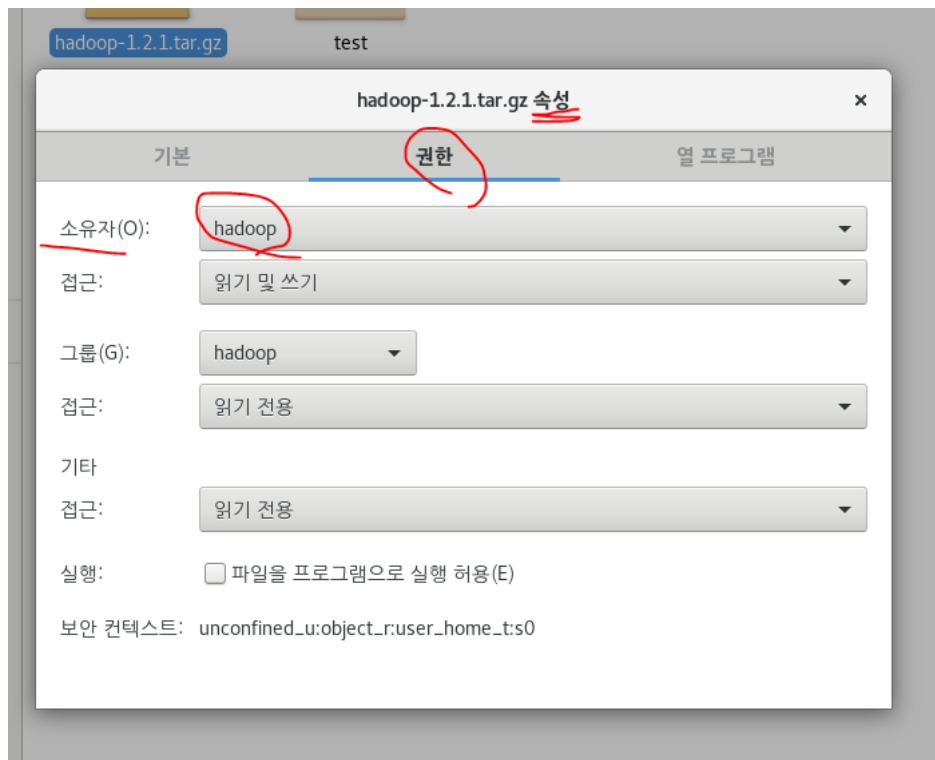 hadoop-1.2.1.tar.gz test
hadoop-1.2.1.tar.gz 속성 ×
기본 권한 열 프로그램
소유자(O): hadoop
접근: 읽기 및 쓰기
그룹(G): hadoop
접근: 읽기 전용
기타
접근: 읽기 전용
실행: 파일을 프로그램으로 실행 허용(E)
보안 컨텍스트: unconfined_u:object_r:user_home_t:s0